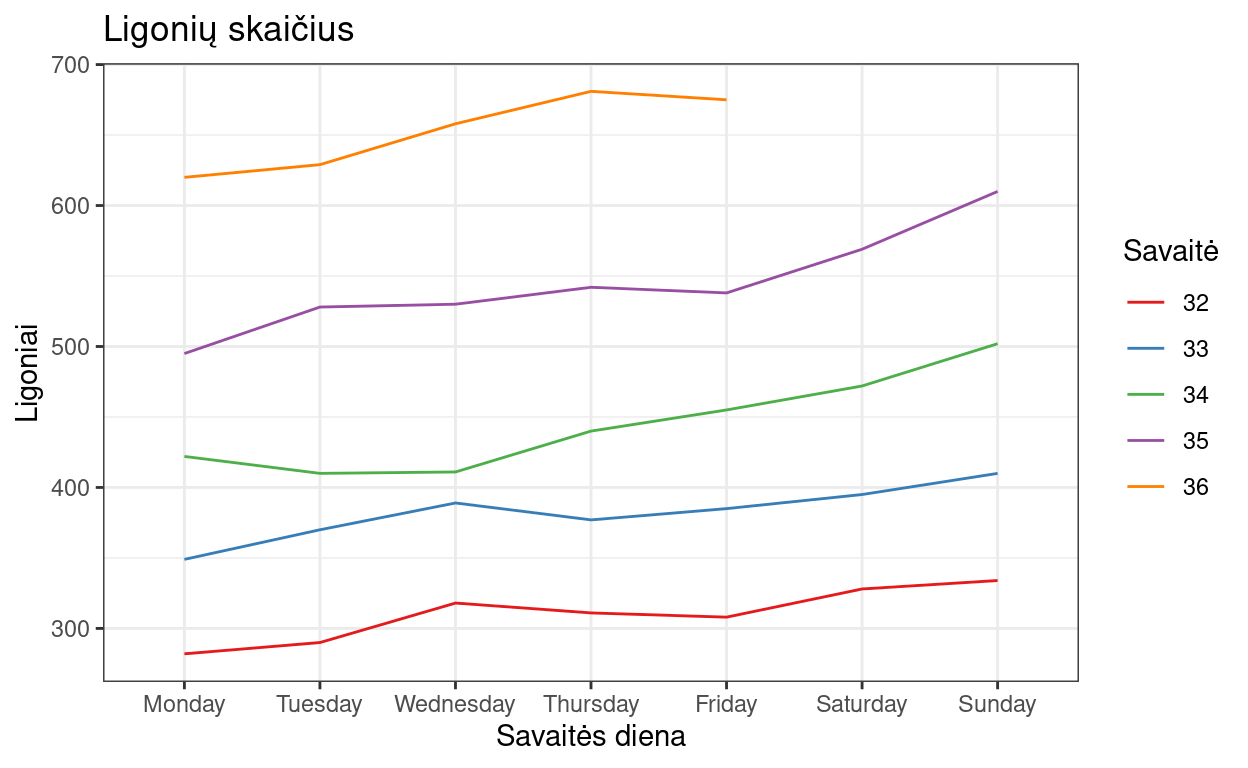 Ligonių skaičius
700
600
500
400
300
Ligoniai
Monday Tuesday Wednesday Thursday Friday Saturday Sunday
Savaitės diena
Savaitė
32
33
34
35
36